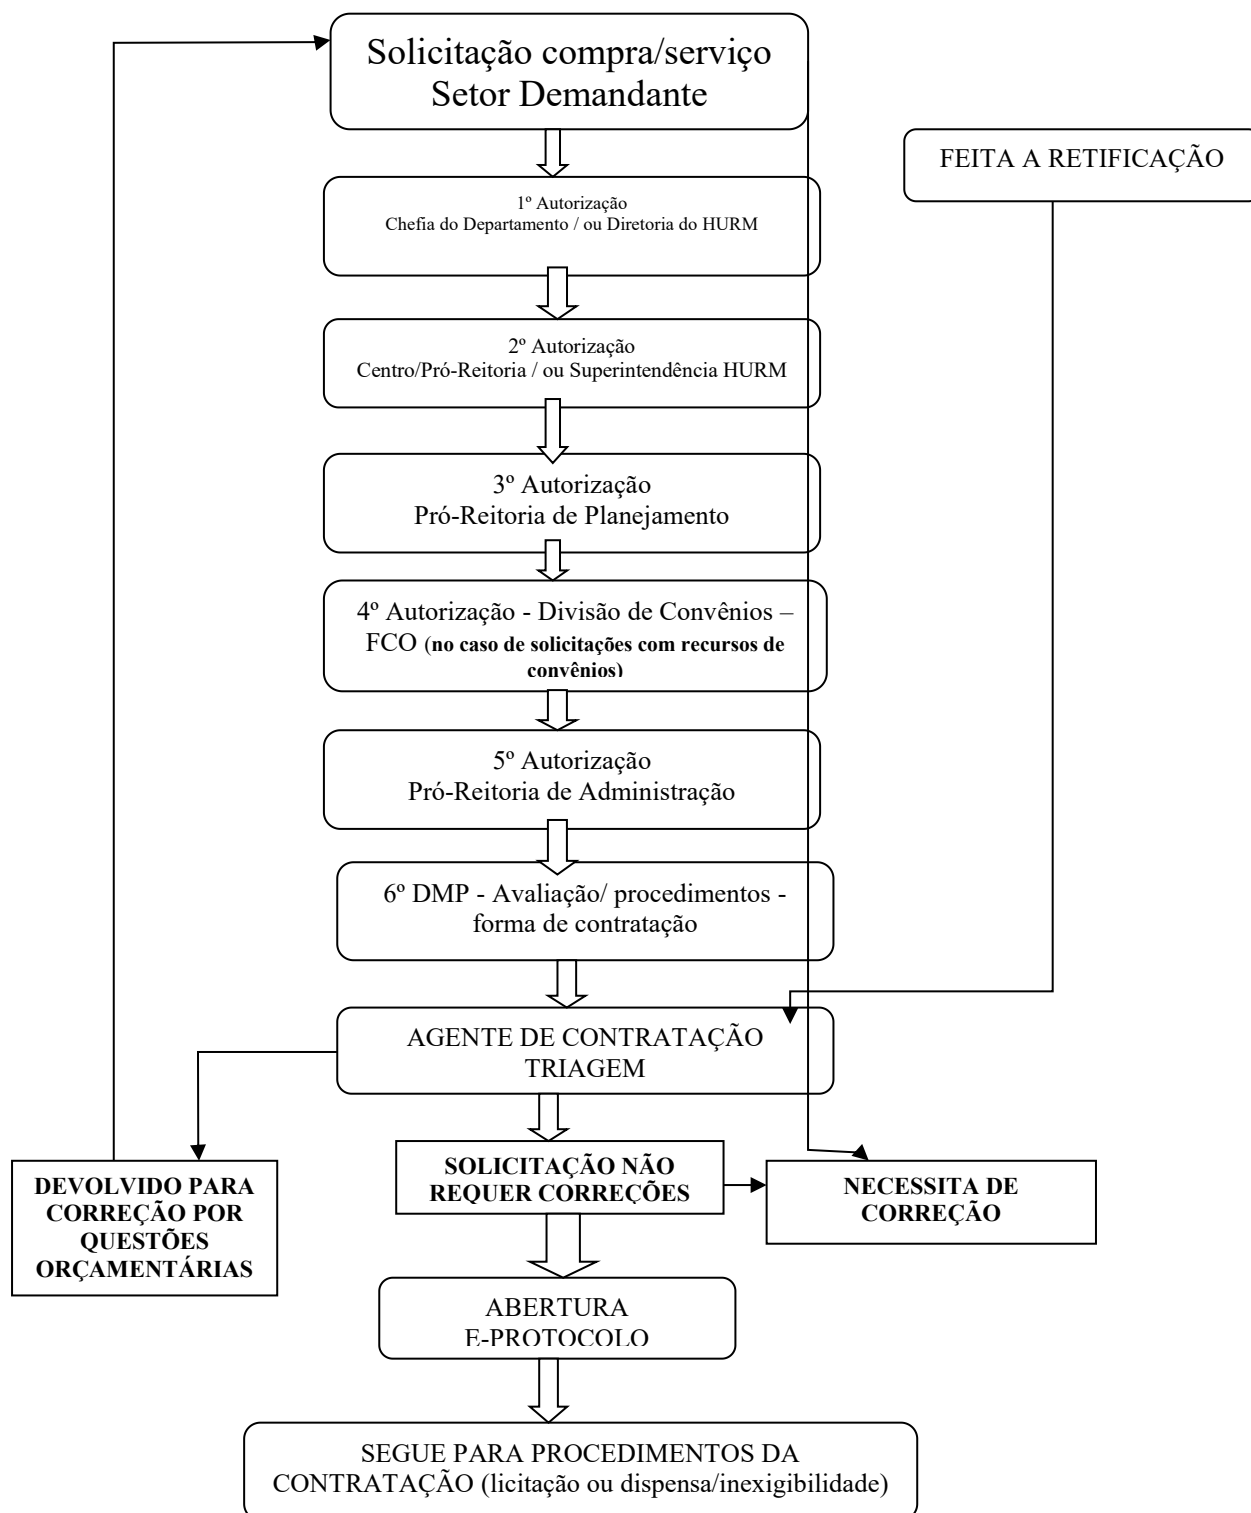 Solicitação compra/serviço
Setor Demandante
FEITA A RETIFICAÇÃO
1º Autorização
Chefia do Departamento / ou Diretoria do HURM
2º Autorização
Centro/Pró-Reitoria / ou Superintendência HURM
3º Autorização
Pró-Reitoria de Planejamento
4º Autorização - Divisão de Convênios –
FCO (no caso de solicitações com recursos de
convênios)
5º Autorização
Pró-Reitoria de Administração
6º DMP - Avaliação/ procedimentos -
forma de contratação
AGENTE DE CONTRATAÇÃO
TRIAGEM
DEVOLVIDO PARA
CORREÇÃO POR
QUESTÕES
ORÇAMENTÁRIAS
SOLICITAÇÃO NÃO
REQUER CORREÇÕES
NECESSITA DE
CORREÇÃO
ABERTURA
E-PROTOCOLO
SEGUE PARA PROCEDIMENTOS DA
CONTRATAÇÃO (licitação ou dispensa/inexigibilidade)